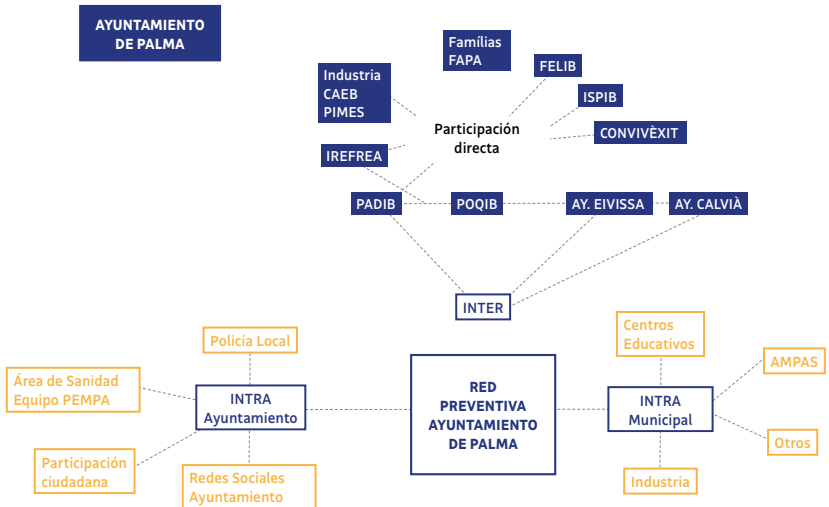 AYUNTAMIENTO
DE PALMA
Famílias
FAPA
FELIB
Industria
CAEB
PIMES
ISPIB
Participación
directa
CONVIVÈXIT
IREFREA
PADIB
POQIB
AY. EIVISSA
AY. CALVIÀ
INTER
Centros
Educativos
Policía Local
AMPAS
Área de Sanidad
Equipo PEMPA
INTRA
Ayuntamiento
RED
PREVENTIVA
AYUNTAMIENTO
DE PALMA
INTRA
Municipal
Otros
Participación
ciudadana
Redes Sociales
Ayuntamiento
Industria